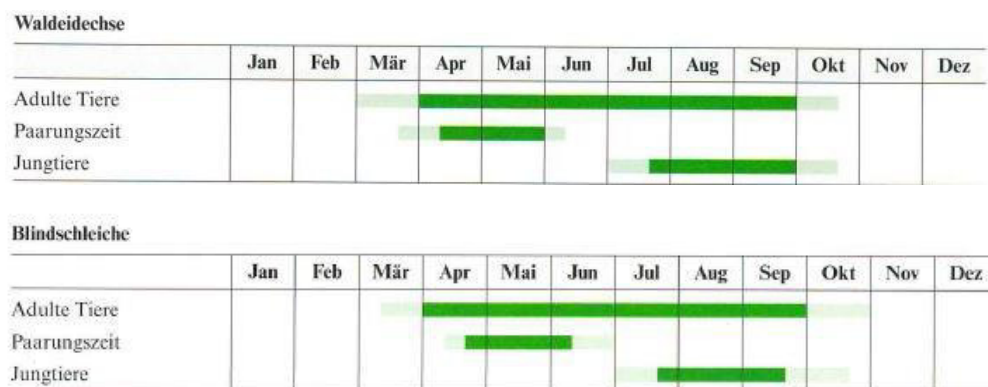 Waldeidechse
Jan Feb Mär Apr Mai Jun Jul Aug Sep Okt Nov Dez
Adulte Tiere
Paarungszeit
Jungtiere
Blindschleiche
Jan Feb Mär Apr Mai Jun Jul Aug Sep Okt Nov Dez
Adulte Tiere
Paarungszeit
Jungtiere